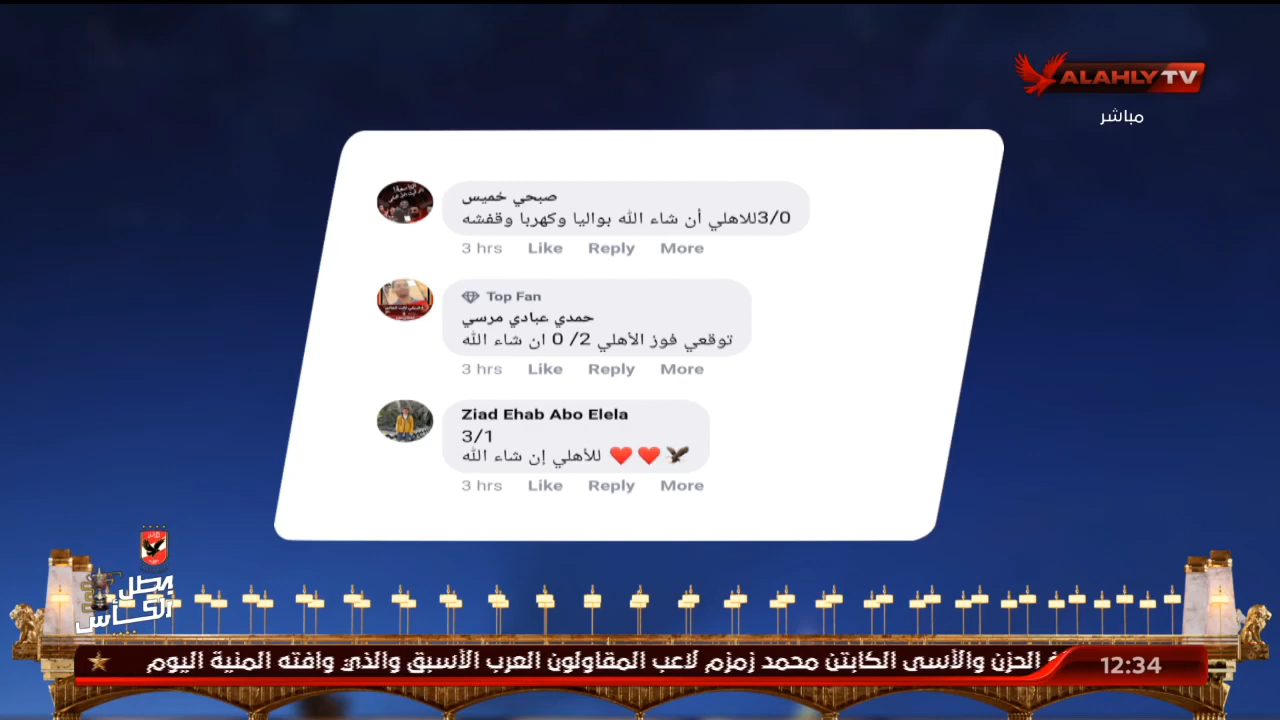 ALAHLY TV
مباشر
صبحي خميس
3/0للاهلي أن شاء الله بواليا وكهربا وقفشه
3 hrs Like Reply More
Top Fan
حمدي عبادي مرسي
توقعي فوز الأهلي 2/ 0 ان شاء الله
3 hrs Like Reply More
Ziad Ehab Abo Elela
3/1
للأهلي إن شاء الله ❤️ ❤️ 🦅
3 hrs Like Reply More
بطل
الكأس
الحزن والأسى الكابتن محمد زمزم لاعب المقاولون العرب الأسبق والذي وافته المنية اليوم
12:34